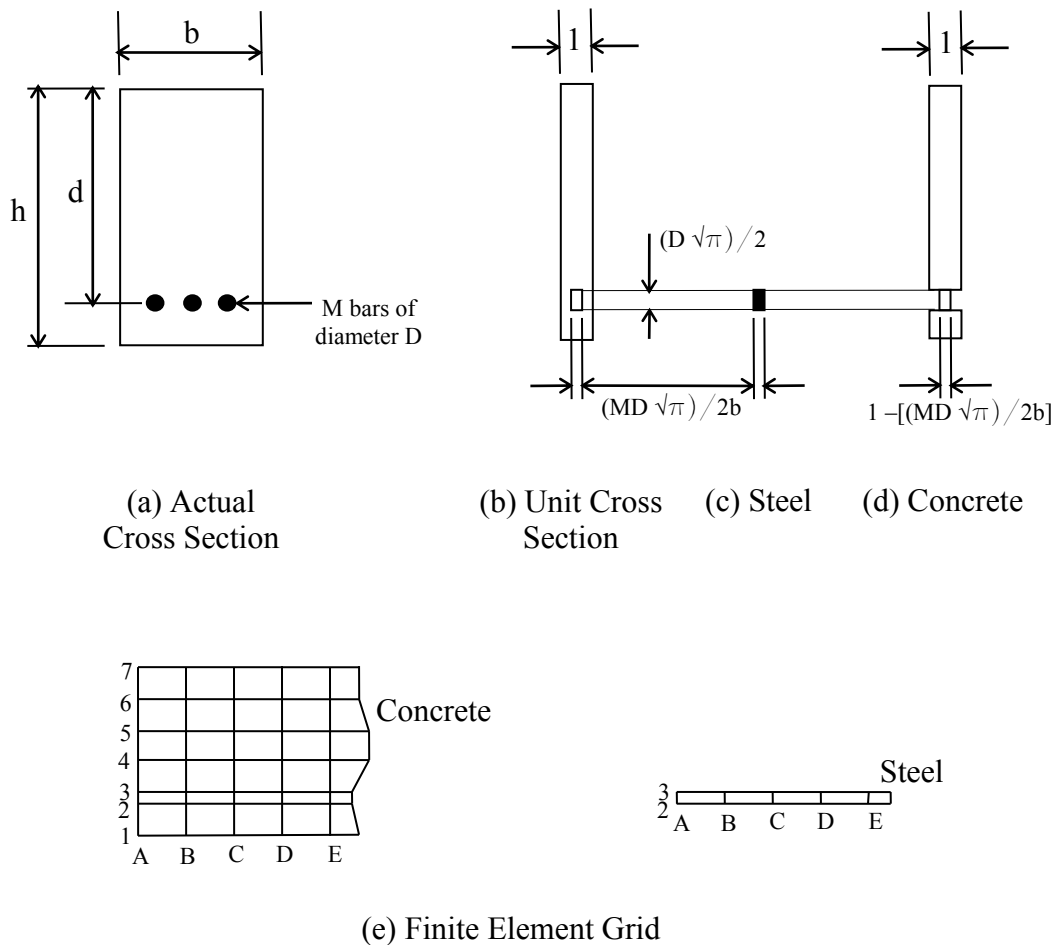 b
h
d
M bars of
diameter D
1
1
(D √π)/2
(MD √π)/2b
1 –[(MD √π)/2b]
(a) Actual
Cross Section
(b) Unit Cross
Section
(c) Steel
(d) Concrete
7
6
5
4
3
2
1
A B C D E
Concrete
Steel
3
2
A B C D E
(e) Finite Element Grid